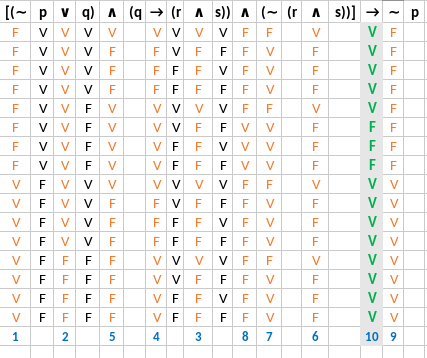 [(~ p ∨ q) ∧ (q → (r ∧ s)) ∧ (~ (r ∧ s))] → ~ p
F V V V V V V V V F F V V F
F V V V F F V F F F V F V F
F V V V F F F F V F V F V F
F V V V F F F F F F V F V F
F V V F V V V V V F F V V F
F V V F V V V F F V V F F F
F V V F V V F F V V V F F F
F V V F V V F F F V V F F F
V F V V V V V V V F F V V V
V F V V F F V F F F V F V V
V F V V F F F F V F V F V V
V F V V F F F F F F V F V V
V F F F F V V V V F F V V V
V F F F F V V F F F V F V V
V F F F F V F F V F V F V V
V F F F F V F F F F V F V V
1 2 5 4 3 8 7 6 10 9